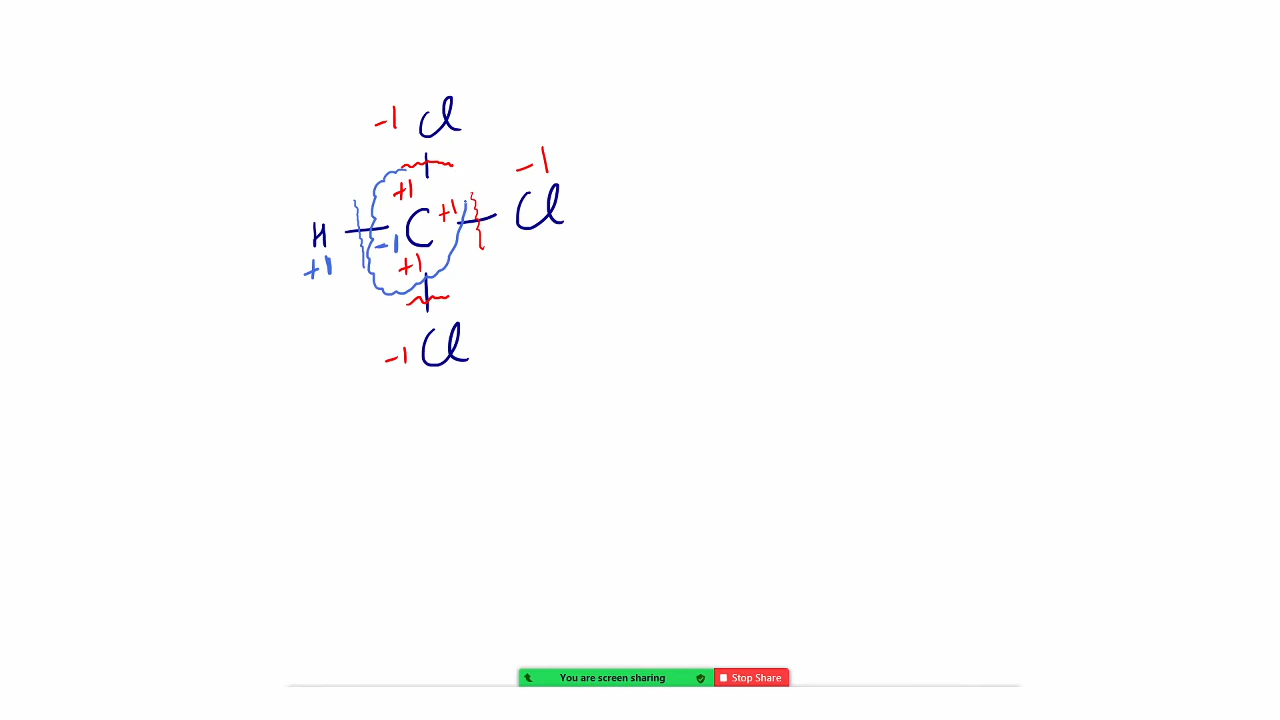 -1 Cl
-1
+1
H C +1 Cl
-1
+1 +1
-1 Cl
You are screen sharing Stop Share